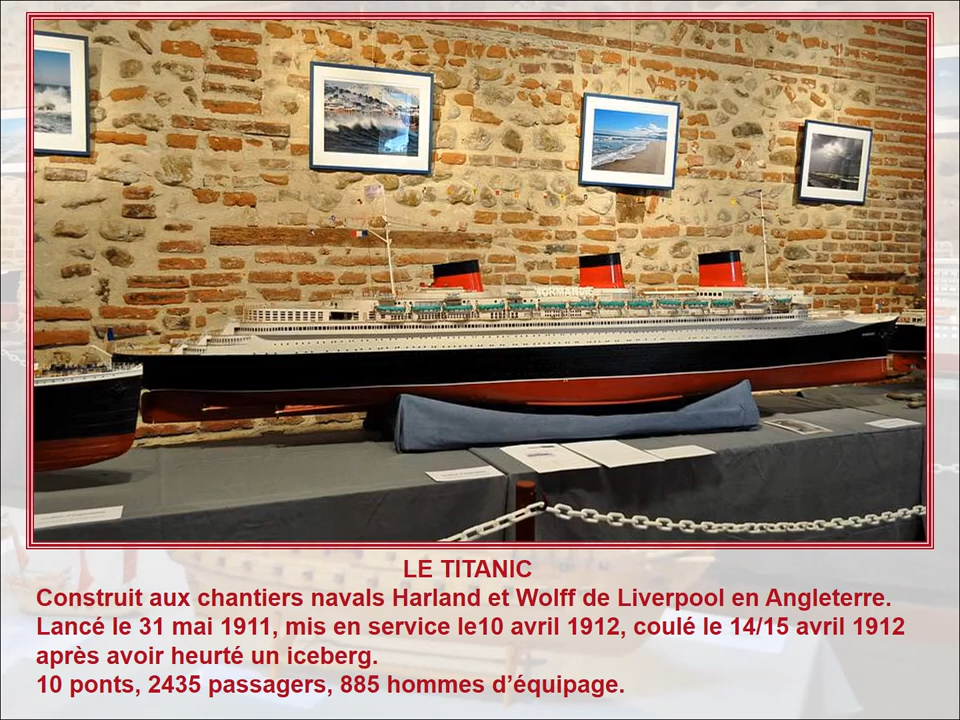 NORMANDIE
LE TITANIC
Construit aux chantiers navals Harland et Wolff de Liverpool en Angleterre.
Lancé le 31 mai 1911, mis en service le10 avril 1912, coulé le 14/15 avril 1912
après avoir heurté un iceberg.
10 ponts, 2435 passagers, 885 hommes d’équipage.